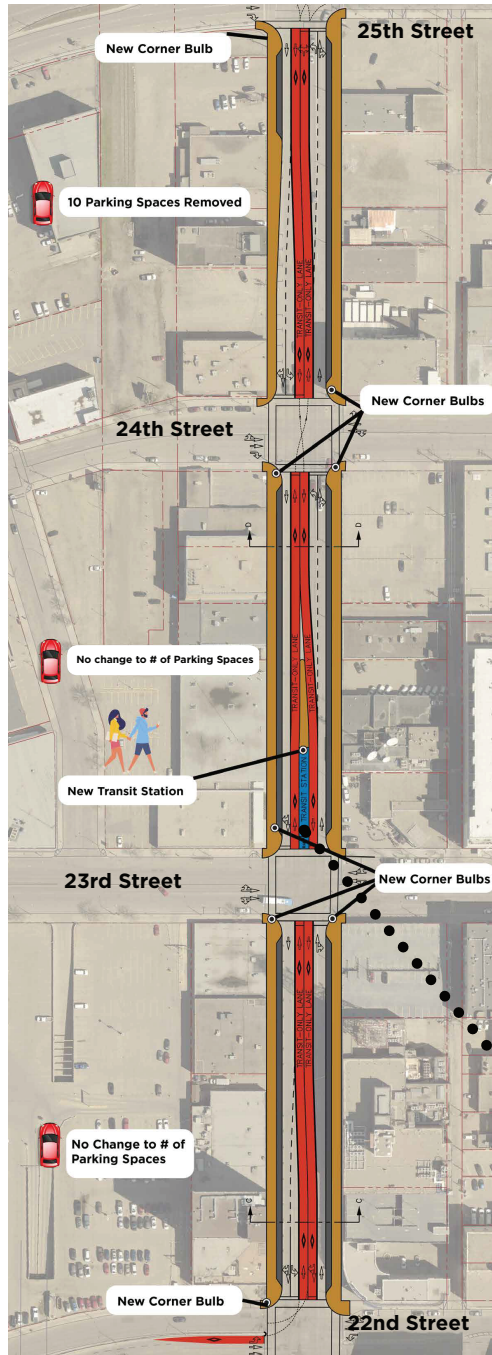 25th Street
New Corner Bulb
10 Parking Spaces Removed
TRANSIT-ONLY LANE
TRANSIT-ONLY LANE
New Corner Bulbs
24th Street
D
D
No change to # of Parking Spaces
TRANSIT-ONLY LANE
TRANSIT-ONLY LANE
New Transit Station
TRANSIT STATION
23rd Street
New Corner Bulbs
TRANSIT-ONLY LANE
TRANSIT-ONLY LANE
No Change to # of
Parking Spaces
C
C
New Corner Bulb
22nd Street